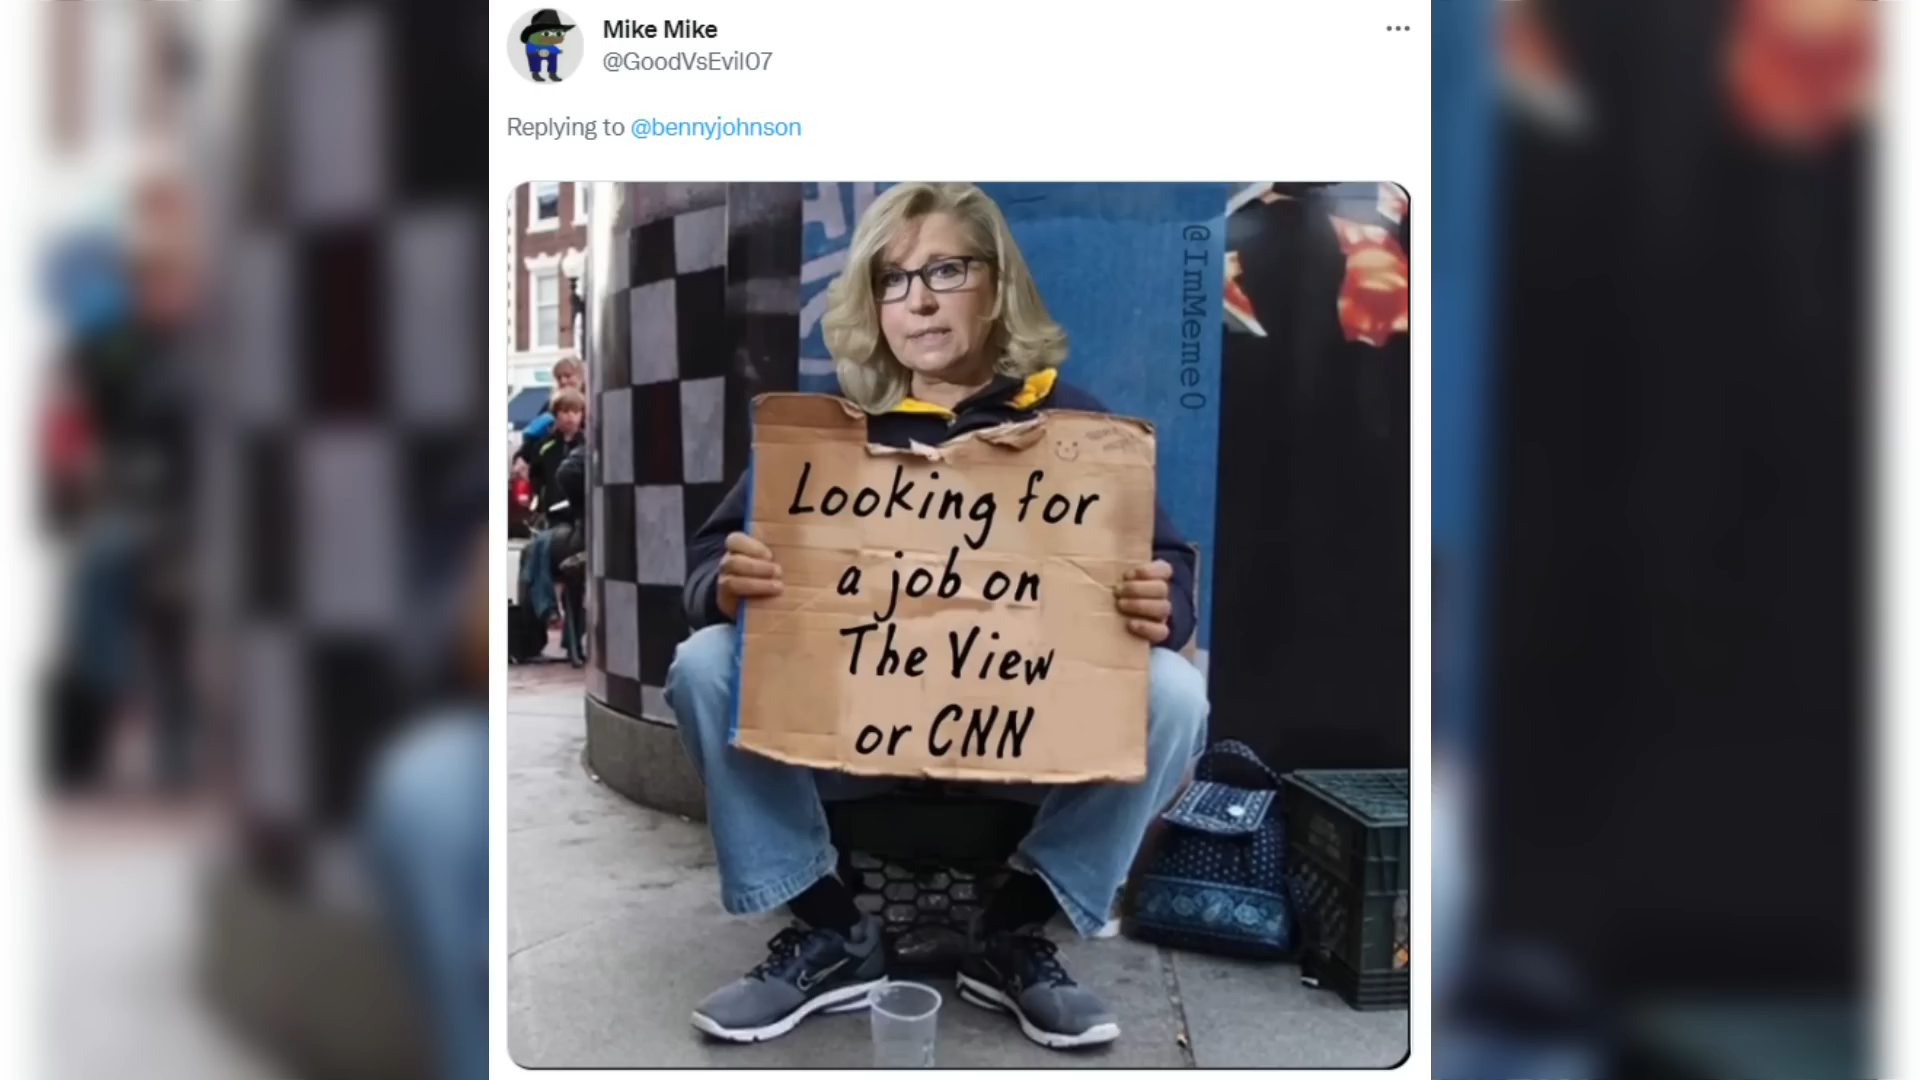 Mike Mike
@GoodVsEvil07
Replying to @bennyjohnson
@ImMeme0
Looking for
a job on
The View
or CNN